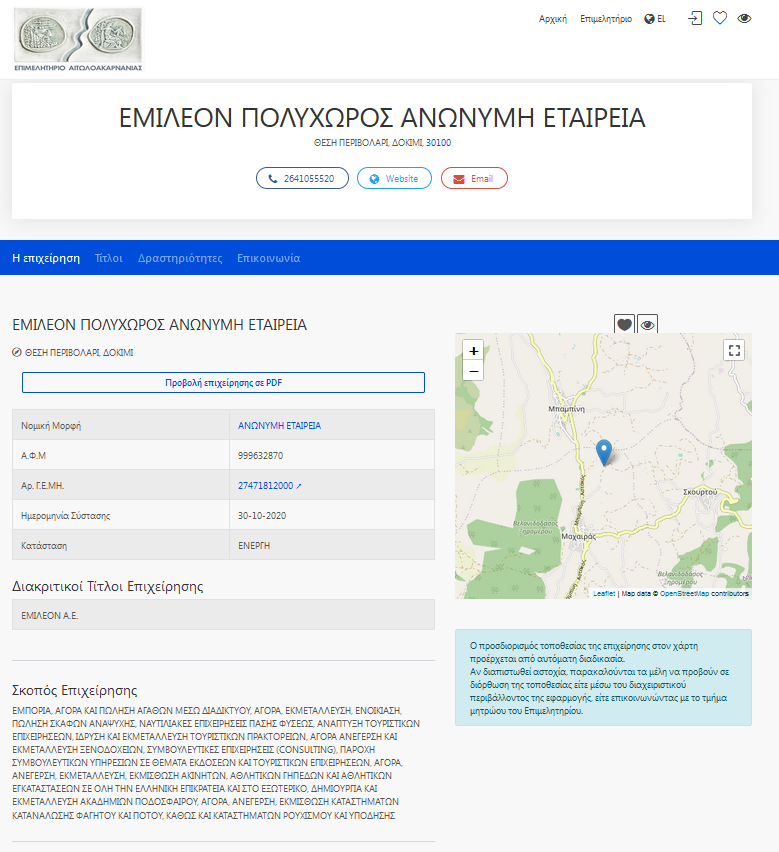 ΕΠΙΜΕΛΗΤΗΡΙΟ ΑΙΤΩΛΟΑΚΑΡΝΑΝΙΑΣ
Αρχική Επιμελητήριο EL
ΕΜΙΛΕΟΝ ΠΟΛΥΧΩΡΟΣ ΑΝΩΝΥΜΗ ΕΤΑΙΡΕΙΑ
ΘΕΣΗ ΠΕΡΙΒΟΛΑΡΙ, ΔΟΚΙΜΙ, 30100
2641055520 Website Email
Η επιχείρηση Τίτλοι Δραστηριότητες Επικοινωνία
ΕΜΙΛΕΟΝ ΠΟΛΥΧΩΡΟΣ ΑΝΩΝΥΜΗ ΕΤΑΙΡΕΙΑ
ΘΕΣΗ ΠΕΡΙΒΟΛΑΡΙ, ΔΟΚΙΜΙ
Προβολή επιχείρησης σε PDF
Νομική Μορφή ΑΝΩΝΥΜΗ ΕΤΑΙΡΕΙΑ
Α.Φ.Μ 999632870
Αρ. Γ.Ε.ΜΗ. 27471812000
Ημερομηνία Σύστασης 30-10-2020
Κατάσταση ΕΝΕΡΓΗ
Διακριτικοί Τίτλοι Επιχείρησης
ΕΜΙΛΕΟΝ Α.Ε.
Σκοπός Επιχείρησης
ΕΜΠΟΡΙΑ, ΑΓΟΡΑ ΚΑΙ ΠΩΛΗΣΗ ΑΓΑΘΩΝ ΜΕΣΩ ΔΙΑΔΙΚΤΥΟΥ, ΑΓΟΡΑ, ΕΚΜΕΤΑΛΛΕΥΣΗ, ΕΝΟΙΚΙΑΣΗ,
ΠΩΛΗΣΗ ΣΚΑΦΩΝ ΑΝΑΨΥΧΗΣ, ΝΑΥΤΙΛΙΑΚΕΣ ΕΠΙΧΕΙΡΗΣΕΙΣ ΠΑΣΗΣ ΦΥΣΕΩΣ, ΑΝΑΠΤΞΗ ΤΟΥΡΙΣΤΙΚΩΝ
ΕΠΙΧΕΙΡΗΣΕΩΝ, ΙΔΡΥΣΗ ΚΑΙ ΕΚΜΕΤΑΛΛΕΥΣΗ ΤΟΥΡΙΣΤΙΚΩΝ ΠΡΑΚΤΟΡΕΙΩΝ, ΑΓΟΡΑ ΑΝΕΓΕΡΣΗ ΚΑΙ
ΕΚΜΕΤΑΛΛΕΥΣΗ ΞΕΝΟΔΟΧΕΙΩΝ, ΣΥΜΒΟΥΛΕΥΤΙΚΕΣ ΕΠΙΧΕΙΡΗΣΕΙΣ (CONSULTING), ΠΑΡΟΧΗ
ΣΥΜΒΟΥΛΕΥΤΙΚΩΝ ΥΠΗΡΕΣΙΩΝ ΣΕ ΘΕΜΑΤΑ ΕΚΔΟΣΕΩΝ ΚΑΙ ΤΟΥΡΙΣΤΙΚΩΝ ΕΠΙΧΕΙΡΗΣΕΩΝ, ΑΓΟΡΑ,
ΑΝΕΓΕΡΣΗ, ΕΚΜΕΤΑΛΛΕΥΣΗ, ΕΚΜΙΣΘΩΣΗ ΑΚΙΝΗΤΩΝ, ΑΘΛΗΤΙΚΩΝ ΓΗΠΕΔΩΝ ΚΑΙ ΑΘΛΗΤΙΚΩΝ
ΕΓΚΑΤΑΣΤΑΣΕΩΝ ΣΕ ΟΛΗ ΤΗΝ ΕΛΛΗΝΙΚΗ ΕΠΙΚΡΑΤΕΙΑ ΚΑΙ ΣΤΟ ΕΞΩΤΕΡΙΚΟ, ΔΗΜΙΟΥΡΓΙΑ ΚΑΙ
ΕΚΜΕΤΑΛΛΕΥΣΗ ΑΚΑΔΗΜΙΩΝ ΠΟΔΟΣΦΑΙΡΟΥ, ΑΓΟΡΑ, ΑΝΕΓΕΡΣΗ, ΕΚΜΙΣΘΩΣΗ ΚΑΤΑΣΤΗΜΑΤΩΝ
ΚΑΤΑΝΑΛΩΣΗΣ ΦΑΓΗΤΟΥ ΚΑΙ ΠΟΤΟΥ, ΚΑΘΩΣ ΚΑΙ ΚΑΤΑΣΤΗΜΑΤΩΝ ΡΟΥΧΙΣΜΟΥ ΚΑΙ ΥΠΟΔΗΣΗΣ
+
−
Μπαμπίνη
Σκουρτού
Μπαμπίνη - Αστακός
Βελανιδοδάσος
Ξηρομέρου
Μαχαιράς
Βελανιδοδάσος
Ξηρομέρου
Leaflet | Map data © OpenStreetMap contributors
Ο προσδιορισμός τοποθεσίας της επιχείρησης στον χάρτη
προέρχεται από αυτόματη διαδικασία.
Αν διαπιστωθεί αστοχία, παρακαλούνται τα μέλη να προβούν σε
διόρθωση της τοποθεσίας είτε μέσω του διαχειριστικού
περιβάλλοντος της εφαρμογής, είτε επικοινωνώντας με το τμήμα
μητρώου του Επιμελητηρίου.